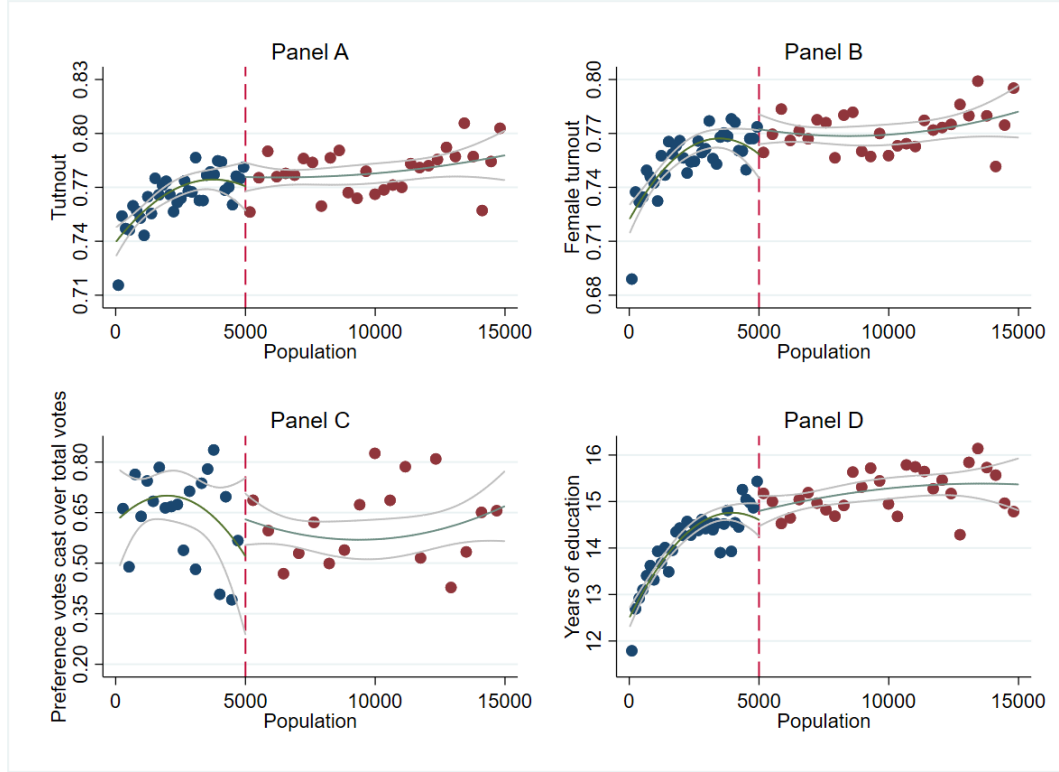 Panel A
Tutnout
0.83
0.80
0.77
0.74
0.71
0 5000 10000 15000
Population
Panel B
Female turnout
0.80
0.77
0.74
0.71
0.68
0 5000 10000 15000
Population
Panel C
Preference votes cast over total votes
0.80
0.65
0.50
0.35
0.20
0 5000 10000 15000
Population
Panel D
Years of education
16
15
14
13
12
0 5000 10000 15000
Population